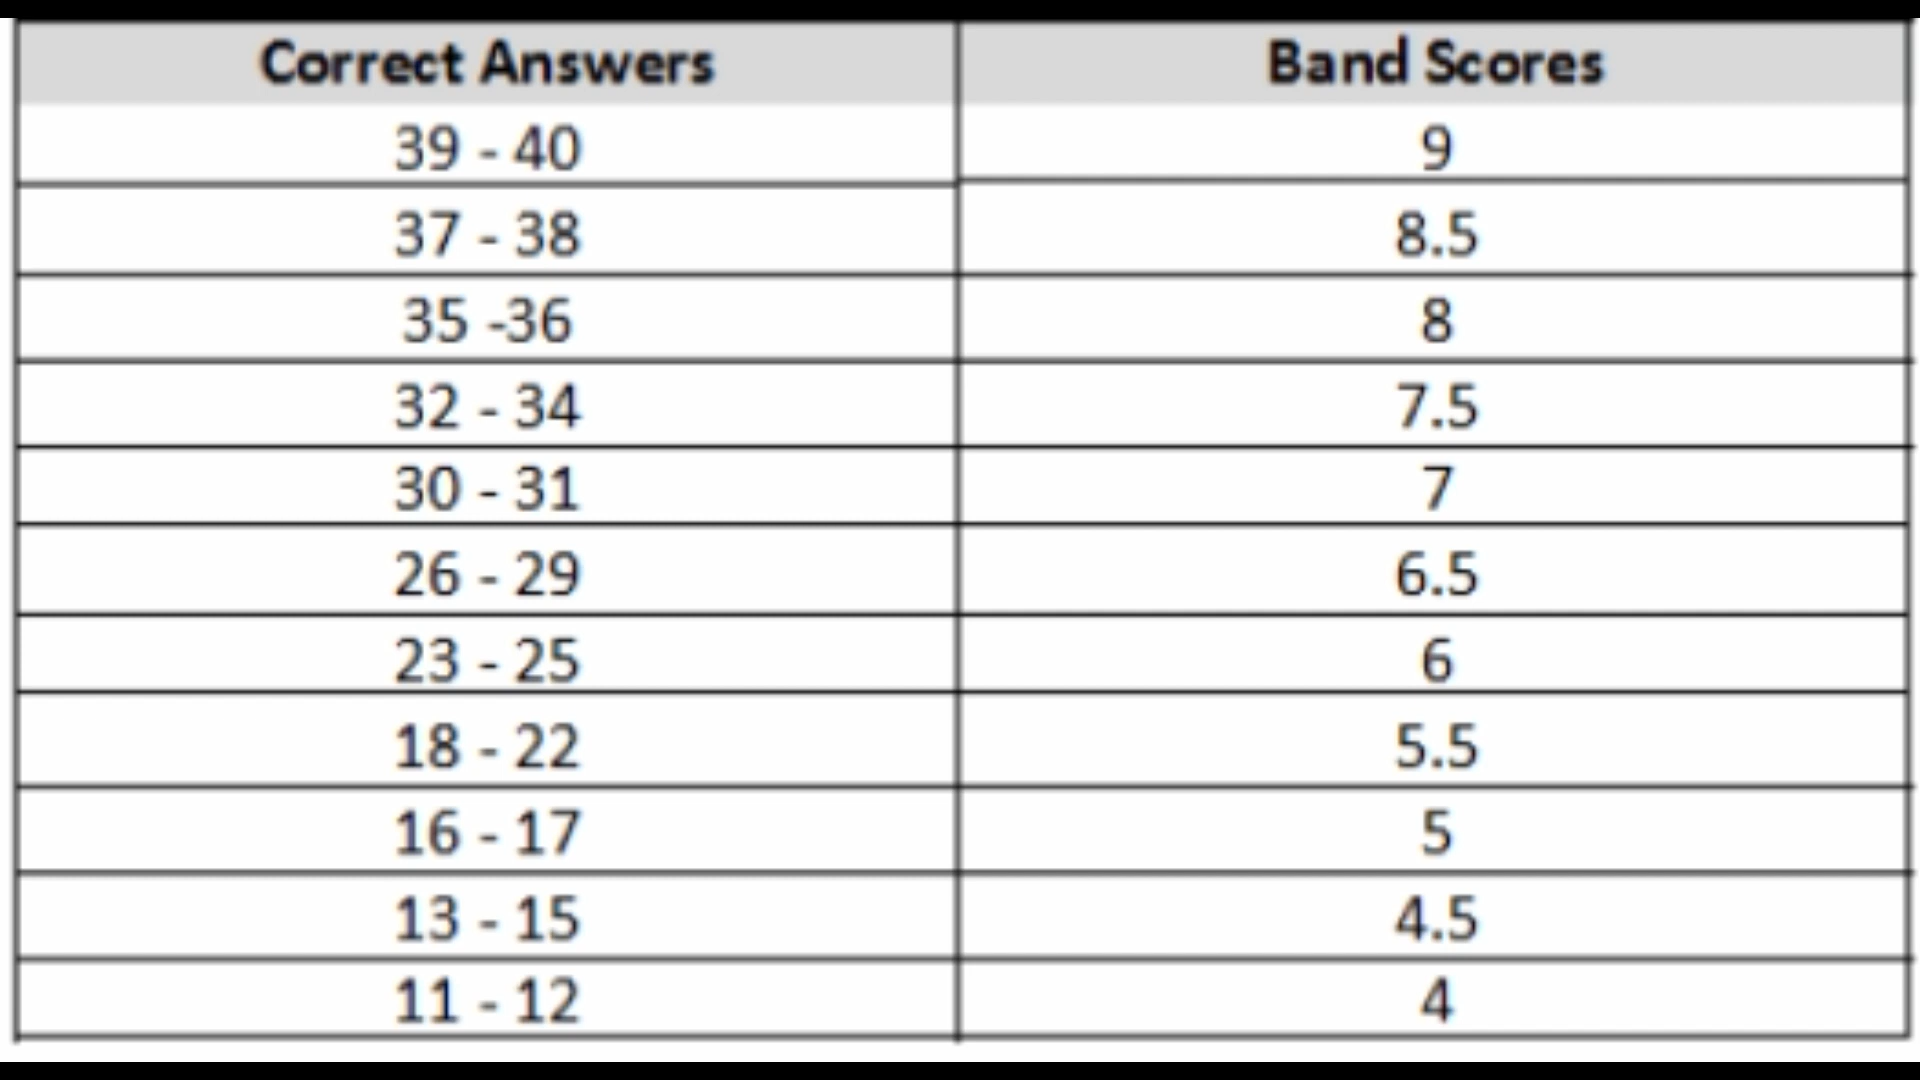 Correct Answers Band Scores
39 - 40 9
37 - 38 8.5
35 -36 8
32 - 34 7.5
30 - 31 7
26 - 29 6.5
23 - 25 6
18 - 22 5.5
16 - 17 5
13 - 15 4.5
11 - 12 4